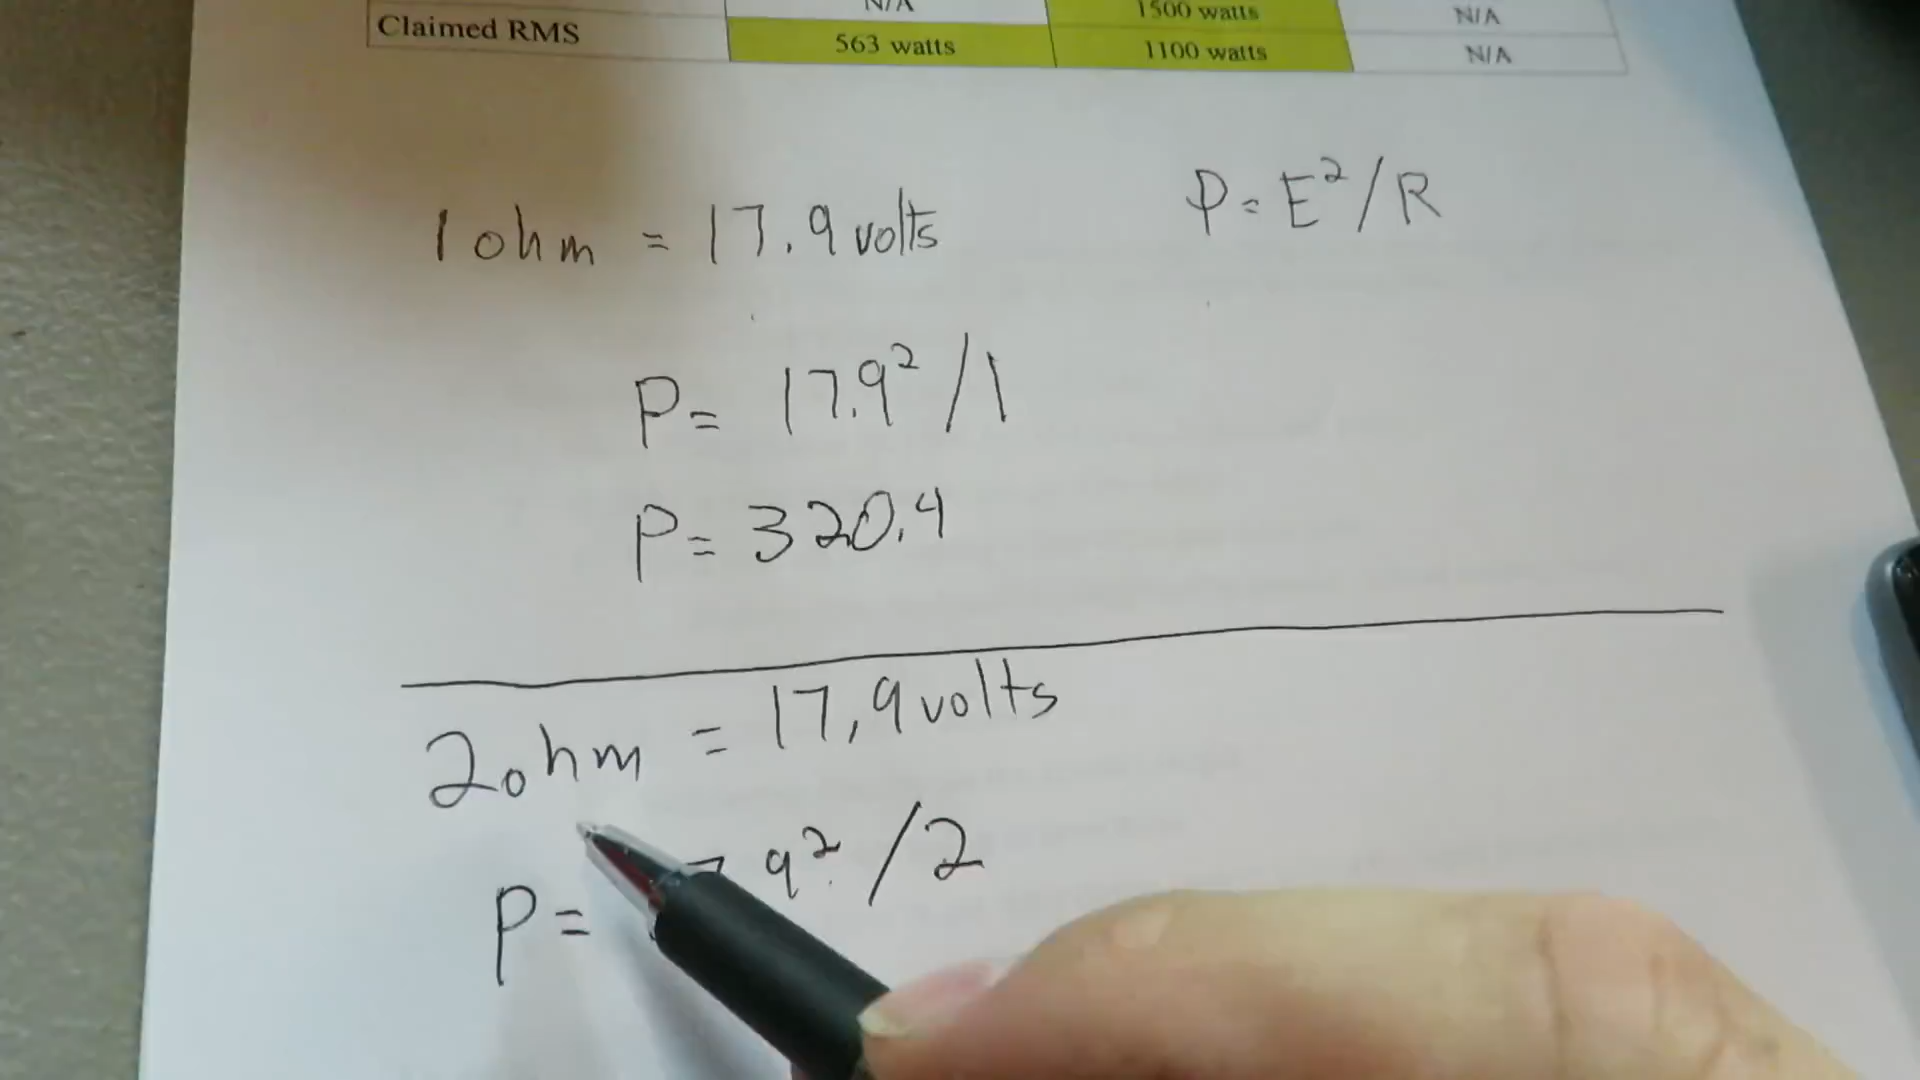 N/A 1500 watts N/A
Claimed RMS 563 watts 1100 watts N/A
1 ohm = 17.9 volts
P = E²/R
P = 17.9² / 1
P = 320.4
2 ohm = 17,9 volts
P = 7 9² / 2